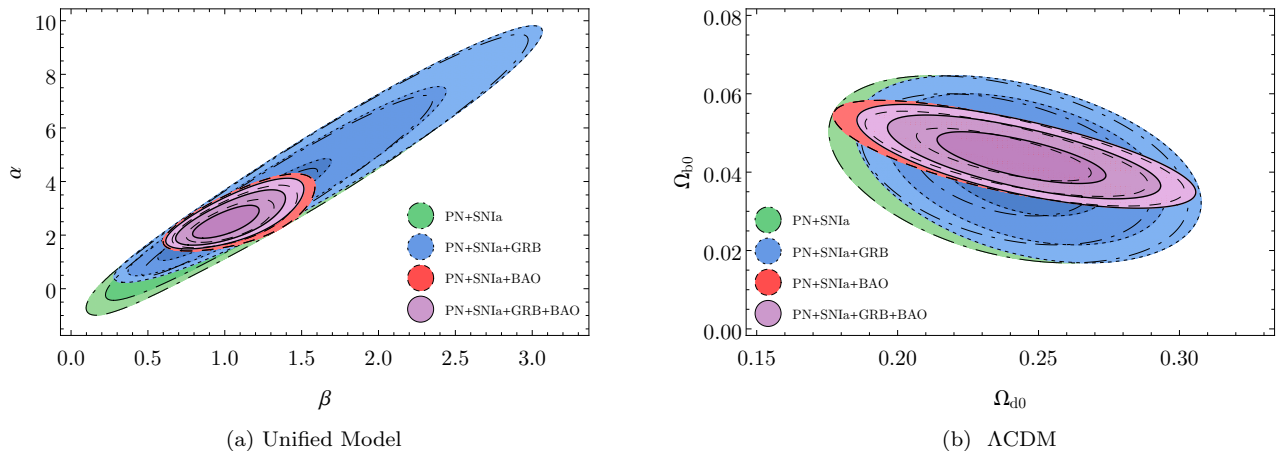 10
8
6
4
2
0
α
0.0 0.5 1.0 1.5 2.0 2.5 3.0
β
PN+SNIa
PN+SNIa+GRB
PN+SNIa+BAO
PN+SNIa+GRB+BAO
(a) Unified Model
0.08
0.06
0.04
0.02
0.00
Ωb0
0.15 0.20 0.25 0.30
Ωd0
PN+SNIa
PN+SNIa+GRB
PN+SNIa+BAO
PN+SNIa+GRB+BAO
(b) ΛCDM